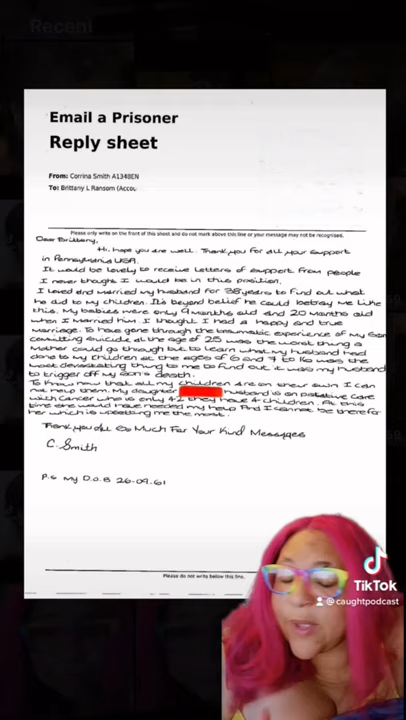 Recent
Email a Prisoner
Reply sheet
From: Corrina Smith A1348EN
To: Brittany L Ransom (Accou
Please only write on the front of this sheet and do not mark above this line or your message may not be recognised.
Dear Brittany,
Hi, hope you are well. Thank you for all your support
in Pennsylvania USA.
It would be lovely to receive letters of support from people
I never thought I would be in this position.
I loved and married my husband for 38 years to find out what
he did to my children. It's beyond belief he could betray me like
this. My babies were only 9 months old and 20 months old
when I married him I thought I had a happy and true
marriage. To have gone through the traumatic experience of my Son
committing suicide at the age of 25 was the worst thing a
mother could go through but to learn what my husband had
done to my children at the ages of 6 and 7 to 16 was the
most devastating thing to me to find out it was my husband
to trigger off my son's death.
To know now that all my children are on their own I can
not help them. My daughter husband is on palative care
with Cancer who is only 42 they have 4 children. At this
time she would have needed my help And I cannot be there for
her which is upsetting me the most.
Thank you all So Much For Your Kind Messages
C. Smith
P.S My D.O.B 26-09.61
Please do not write below this line.
TikTok
@caughtpodcast